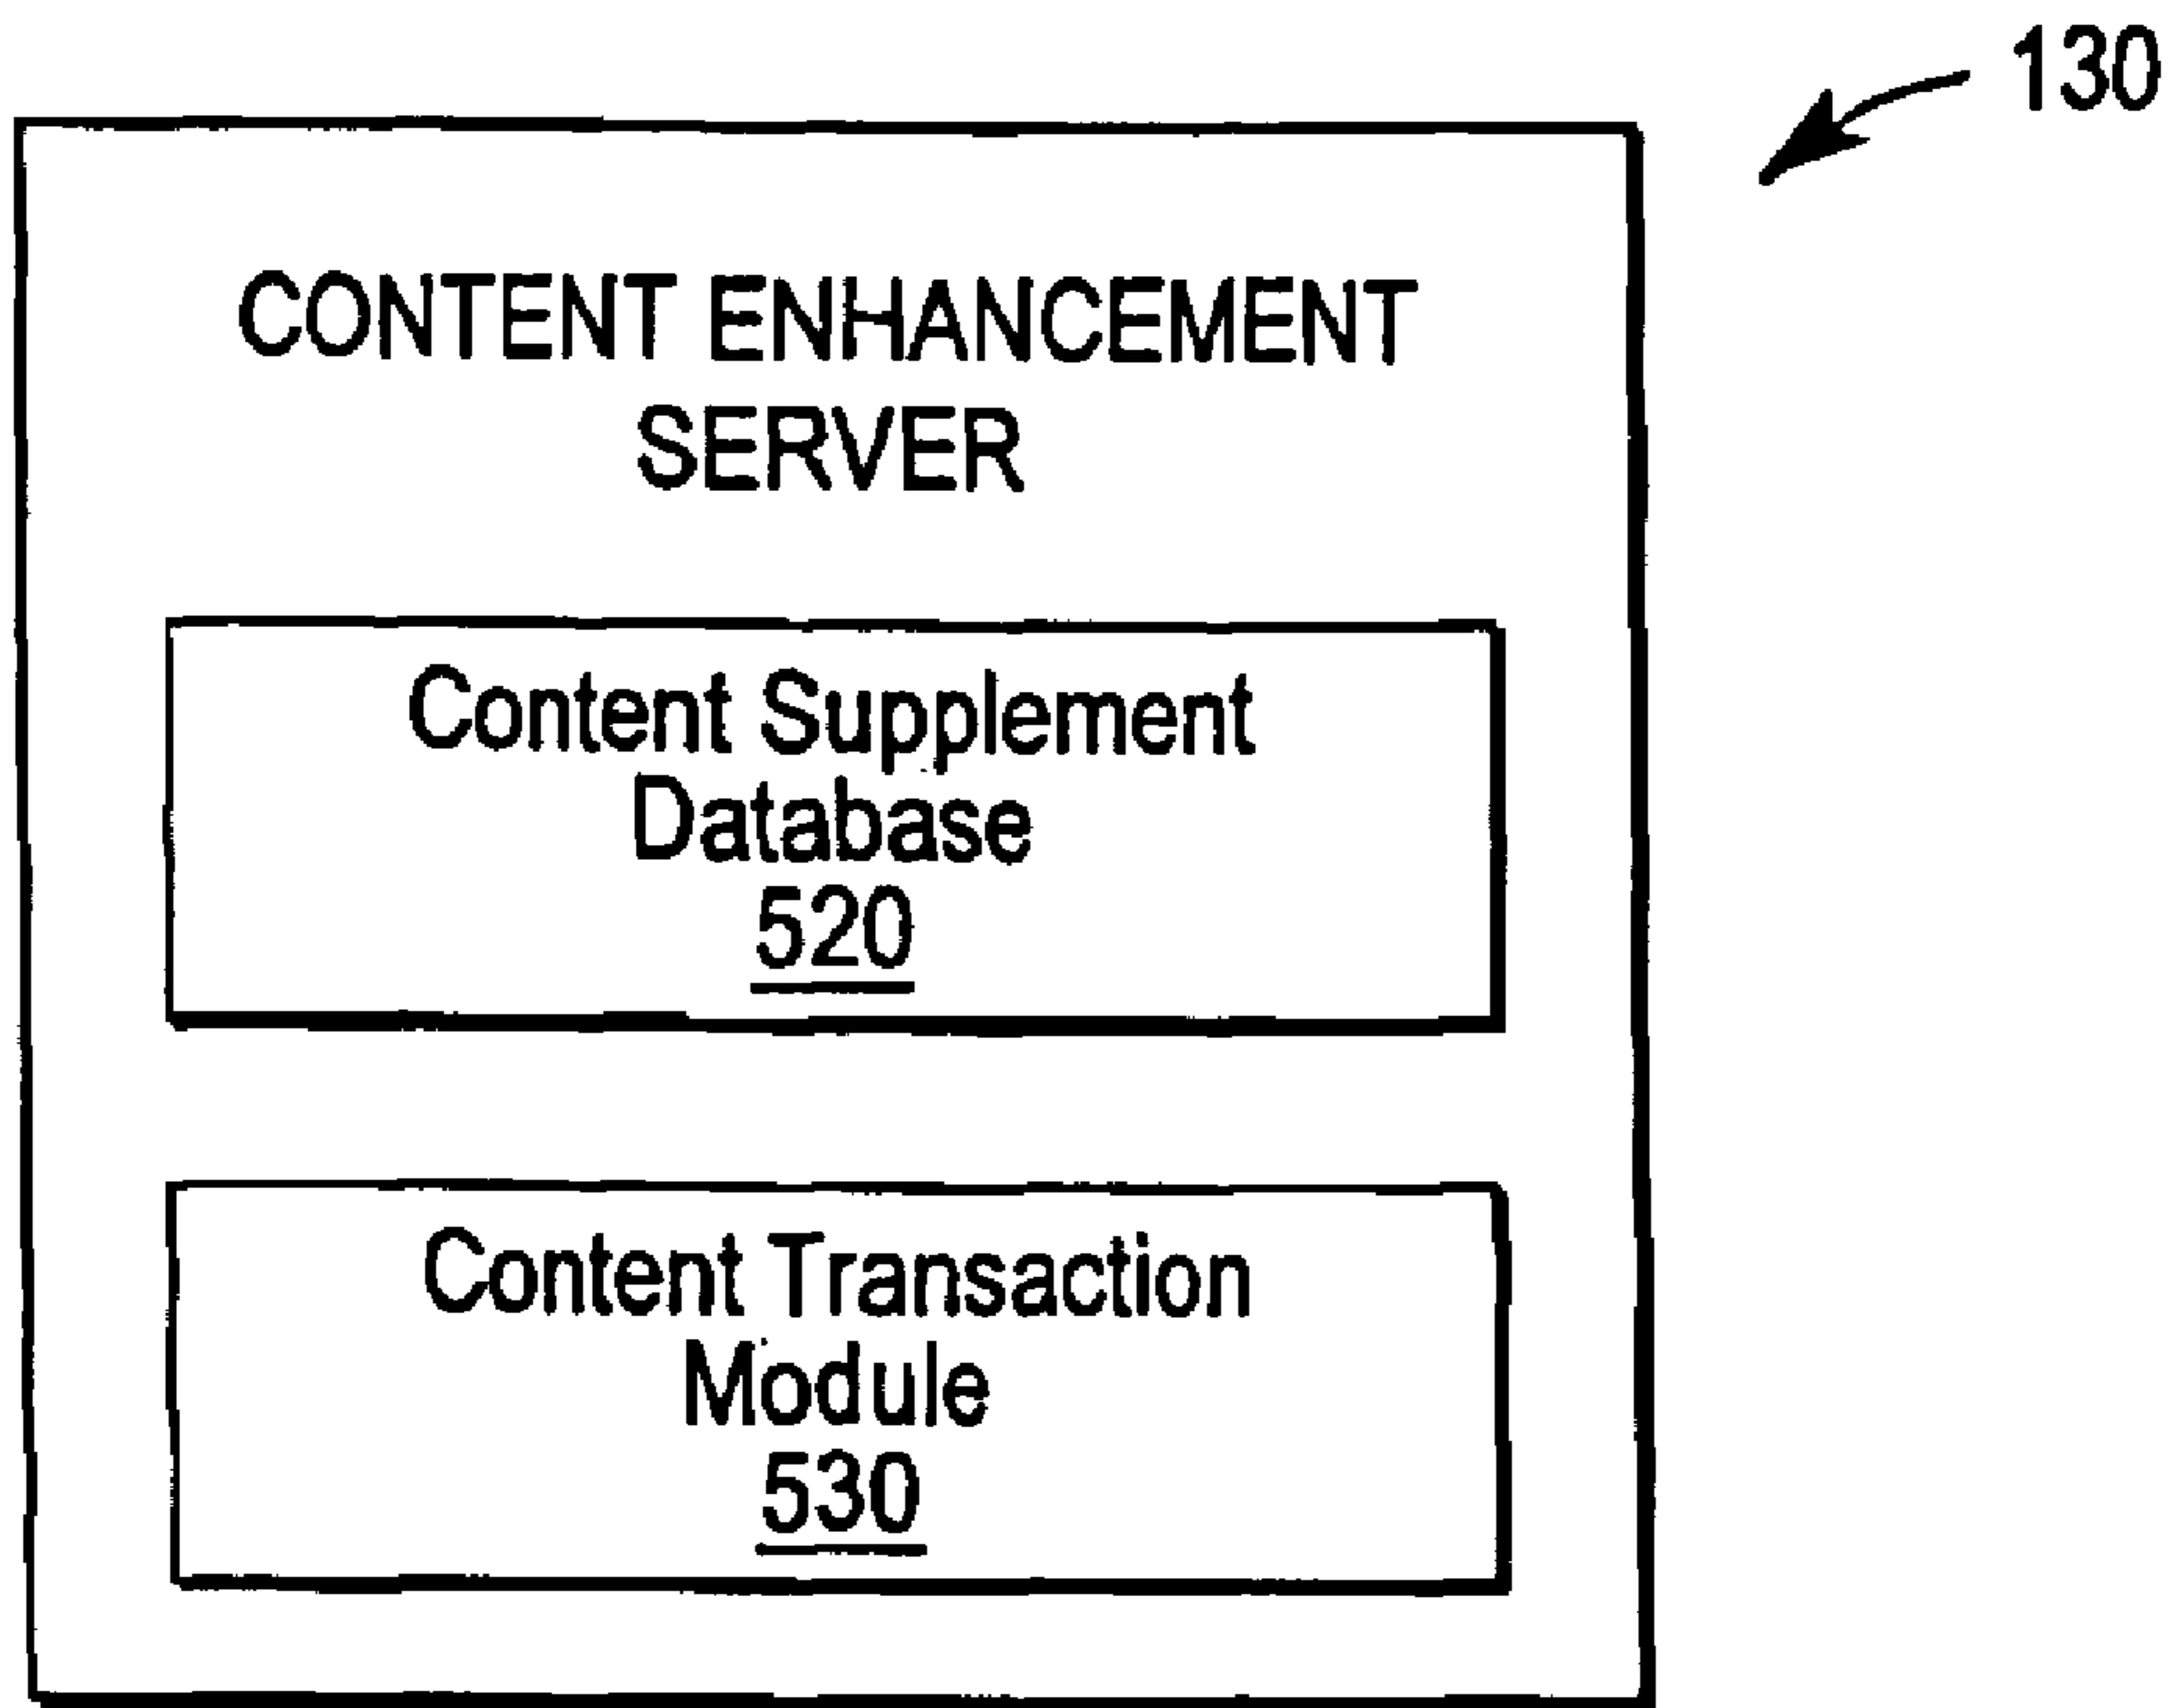 130
CONTENT ENHANCEMENT
SERVER
Content Supplement
Database
520
Content Transaction
Module
530